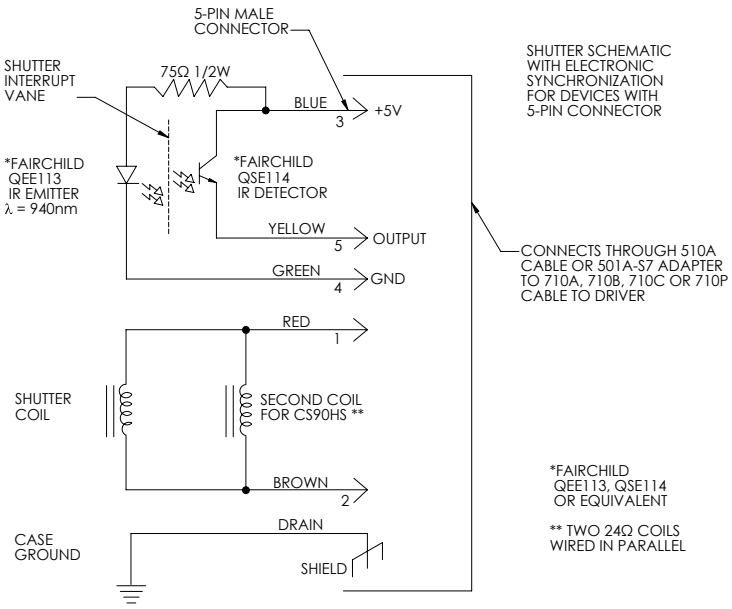 5-PIN MALE
CONNECTOR
SHUTTER SCHEMATIC
WITH ELECTRONIC
SYNCHRONIZATION
FOR DEVICES WITH
5-PIN CONNECTOR
SHUTTER
INTERRUPT
VANE
75Ω 1/2W
BLUE
3
+5V
*FAIRCHILD
QEE113
IR EMITTER
λ = 940nm
*FAIRCHILD
QSE114
IR DETECTOR
YELLOW
5
OUTPUT
GREEN
4
GND
CONNECTS THROUGH 510A
CABLE OR 501A-S7 ADAPTER
TO 710A, 710B, 710C OR 710P
CABLE TO DRIVER
RED
1
SHUTTER
COIL
SECOND COIL
FOR CS90HS **
BROWN
2
*FAIRCHILD
QEE113, QSE114
OR EQUIVALENT
** TWO 24Ω COILS
WIRED IN PARALLEL
CASE
GROUND
DRAIN
SHIELD